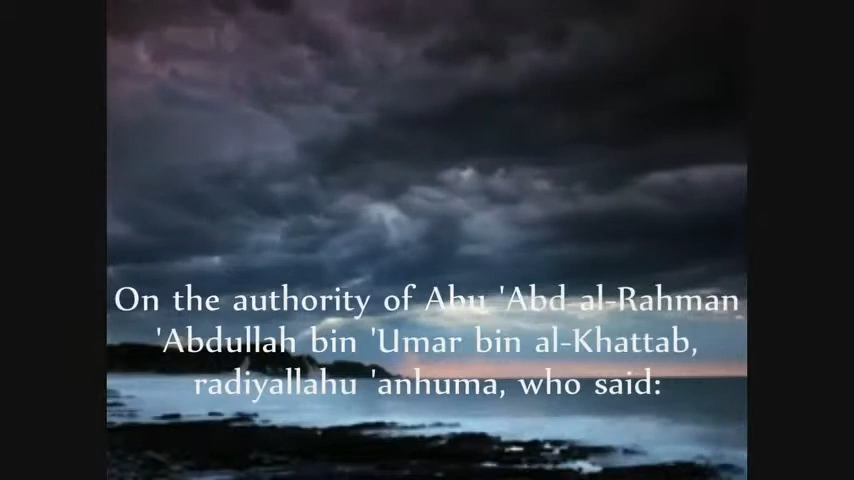 On the authority of Abu 'Abd al-Rahman
'Abdullah bin 'Umar bin al-Khattab,
radiyallahu 'anhuma, who said: